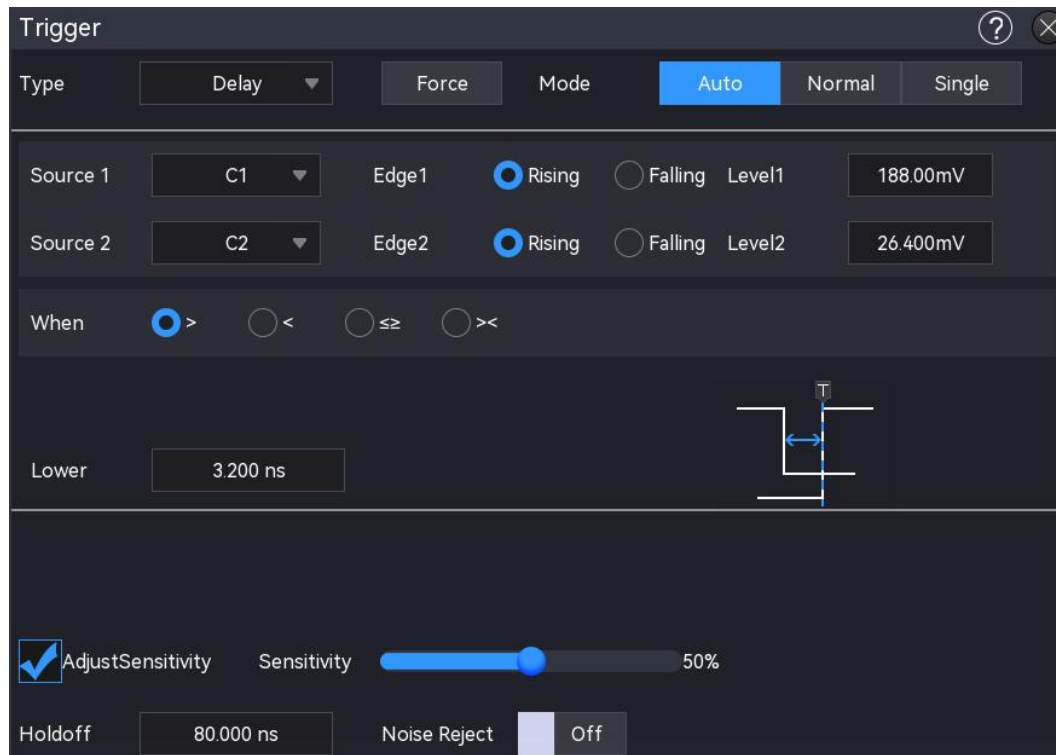 Trigger ?
Type Delay Force Mode Auto Normal Single
Source 1 C1 Edge1 Rising Falling Level1 188.00mV
Source 2 C2 Edge2 Rising Falling Level2 26.400mV
When > < ≤≥ ><
T
Lower 3.200 ns
AdjustSensitivity Sensitivity 50%
Holdoff 80.000 ns Noise Reject Off